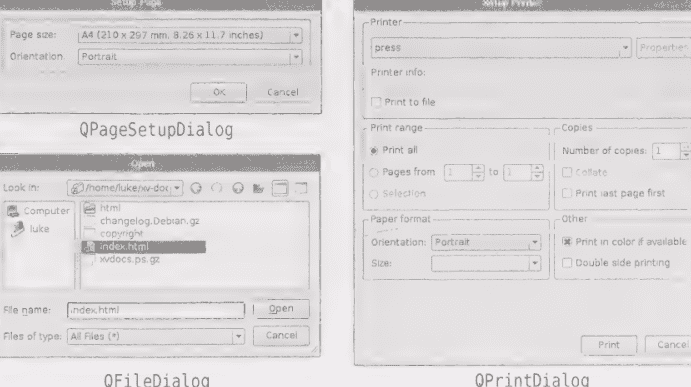 Setup Page
Page size: A4 (210 x 297 mm, 8.26 x 11.7 inches)
Orientation: Portrait
OK Cancel
QPageSetupDialog
Open
Look in: /home/luke/xv-doc
Computer
luke
html
changelog.Debian.gz
copyright
index.html
xvdocs.ps.gz
File name: index.html Open
Files of type: All Files (*) Cancel
QFileDialog
Setup Printer
Printer
press Properties
Printer info:
Print to file
Print range
Print all
Pages from 1 to 1
Selection
Copies
Number of copies: 1
Collate
Print last page first
Paper format
Orientation: Portrait
Size:
Other
Print in color if available
Double side printing
Print Cancel
QPrintDialog